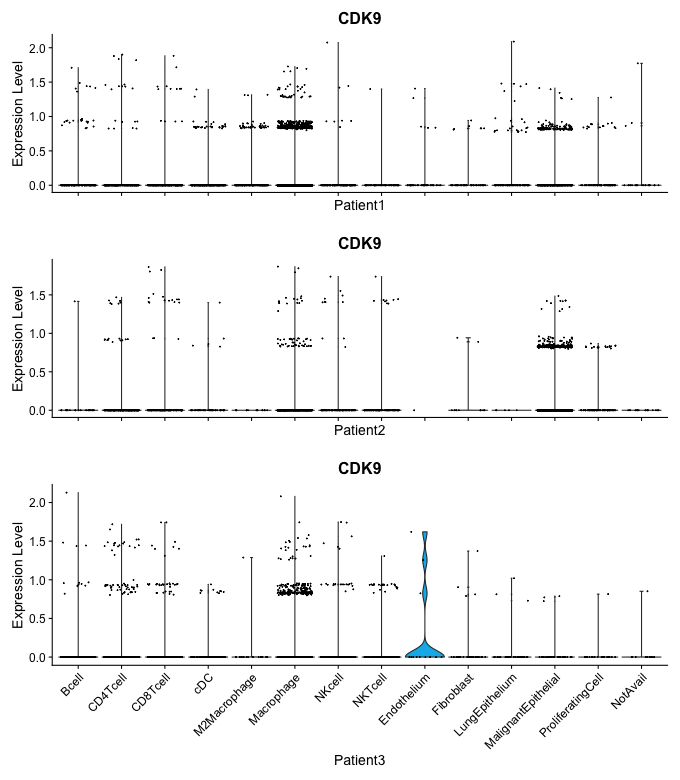 CDK9
Expression Level
2.0
1.5
1.0
0.5
0.0
Patient1
CDK9
Expression Level
1.5
1.0
0.5
0.0
Patient2
CDK9
Expression Level
2.0
1.5
1.0
0.5
0.0
Bcell
CD4Tcell
CD8Tcell
cDC
M2Macrophage
Macrophage
NKcell
NKTcell
Endothelium
Fibroblast
LungEpithelium
MalignantEpithelial
ProliferatingCell
NotAvail
Patient3